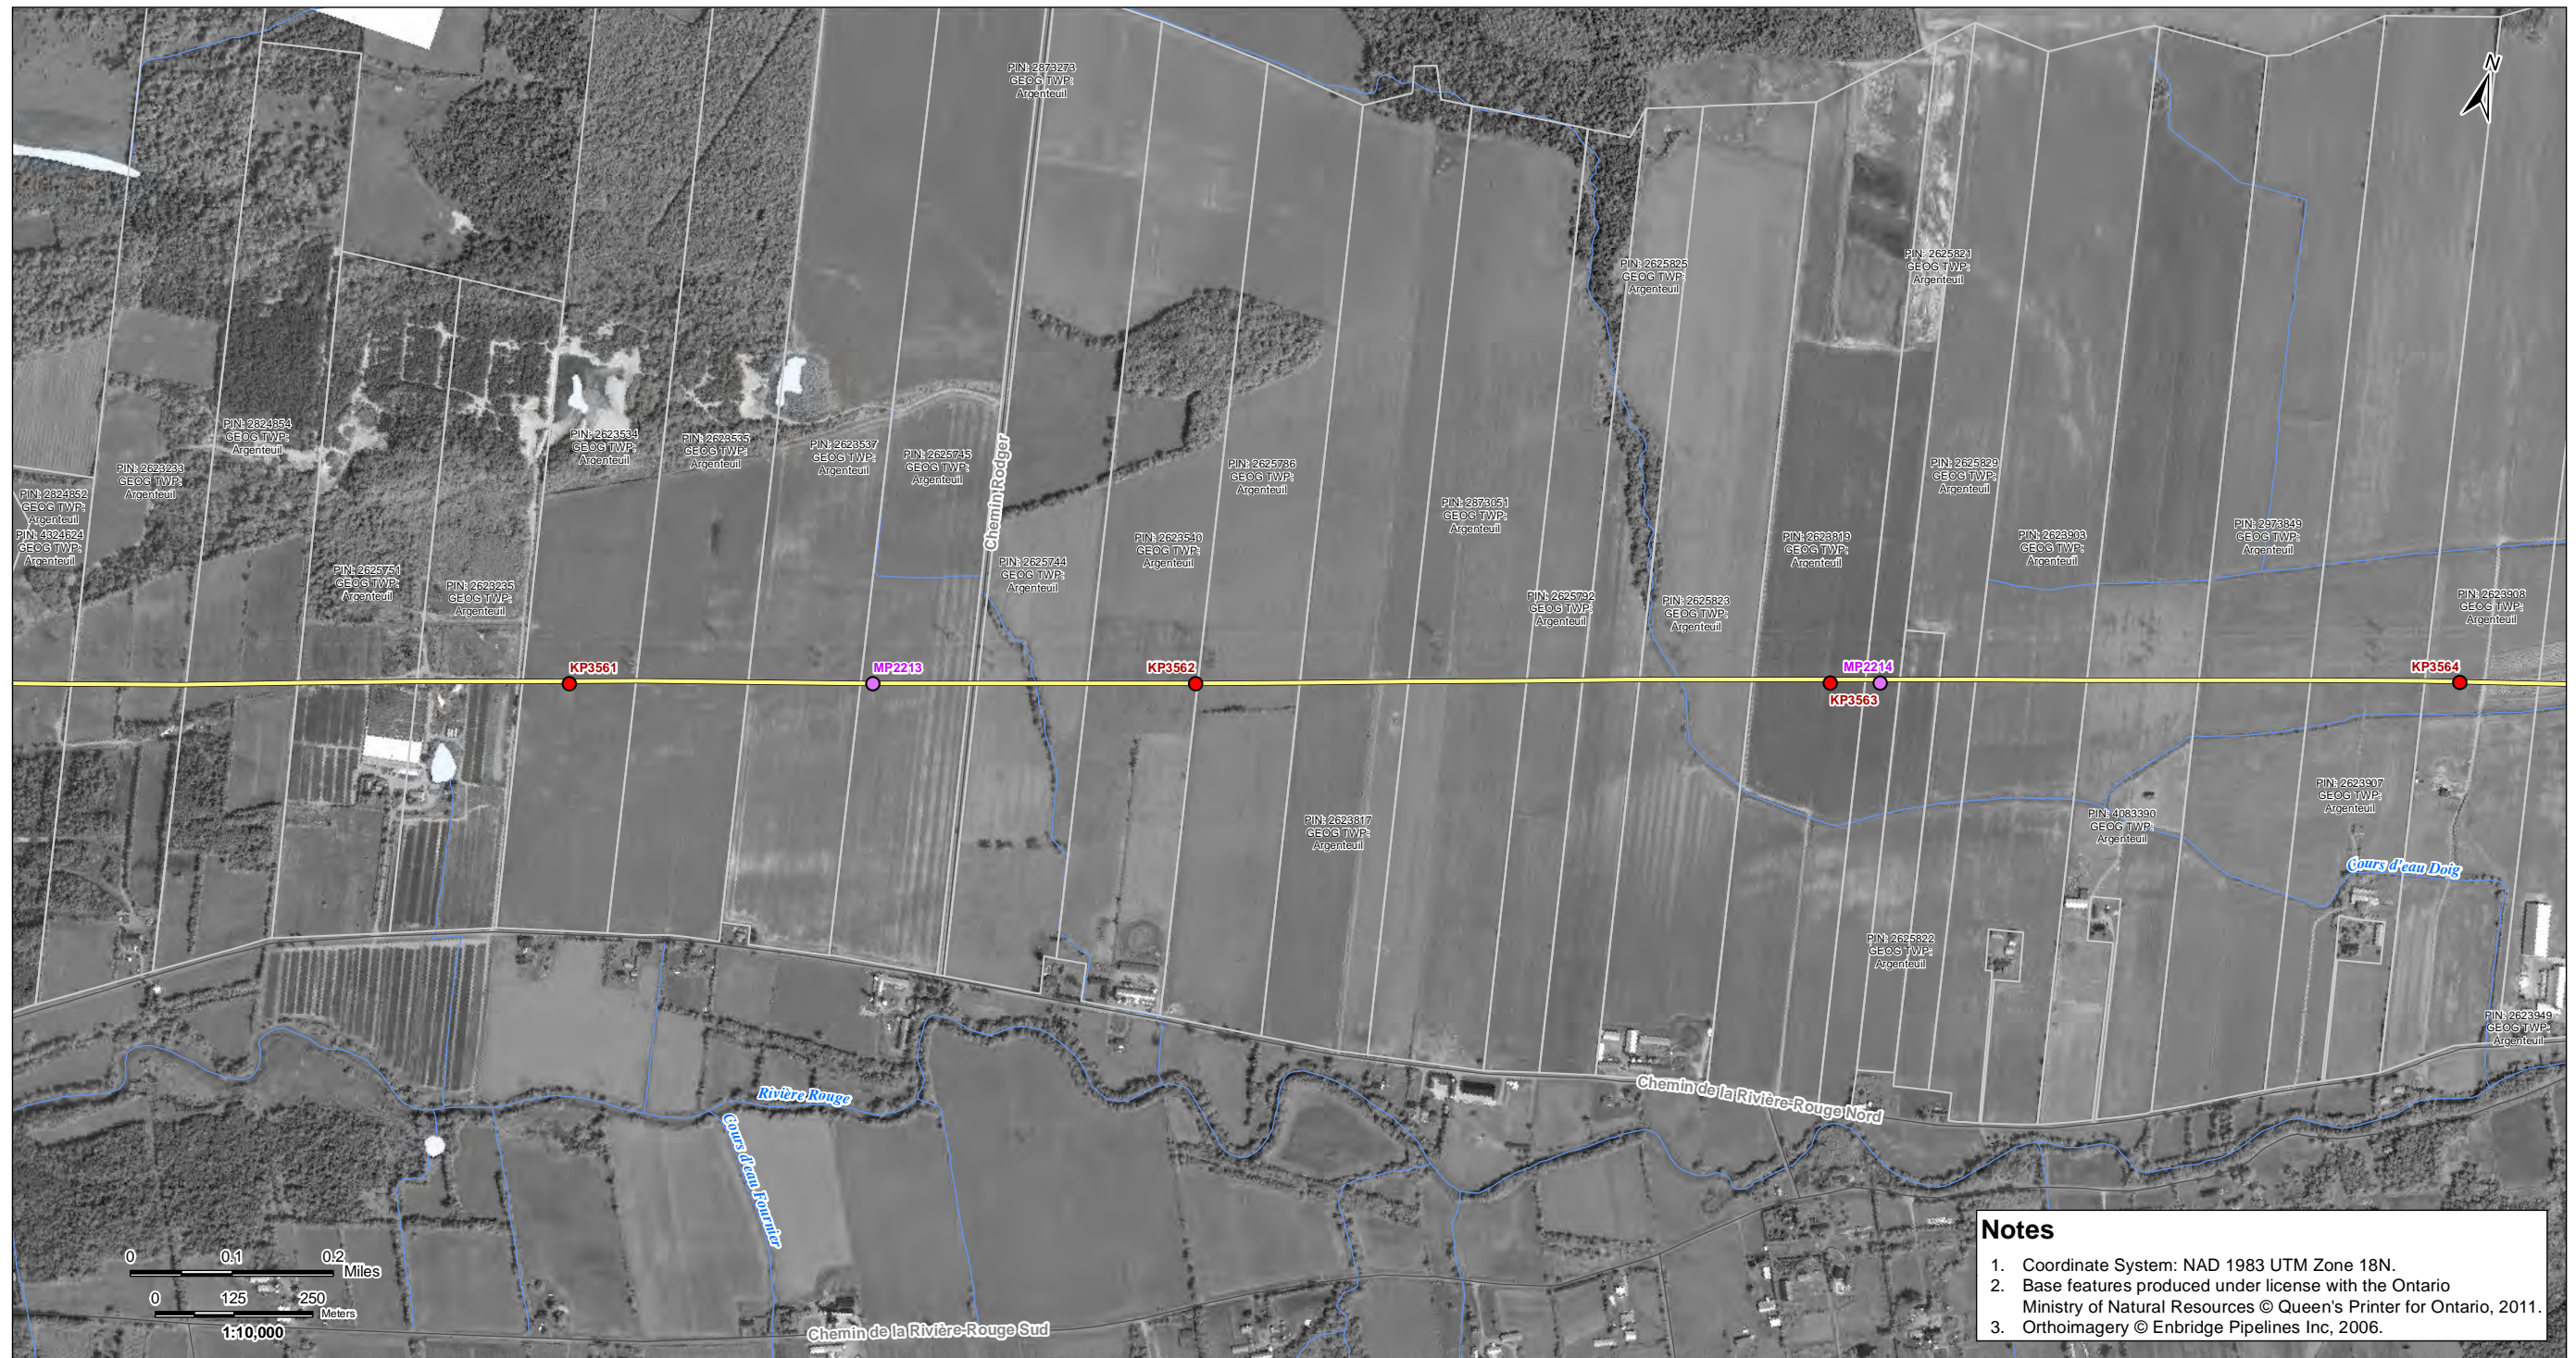 N
PIN: 2873273
GEOG TWP:
Argenteuil
PIN: 2625825
GEOG TWP:
Argenteuil
PIN: 2625821
GEOG TWP:
Argenteuil
PIN: 2824854
GEOG TWP:
Argenteuil
PIN: 2623534
GEOG TWP:
Argenteuil
PIN: 2623535
GEOG TWP:
Argenteuil
PIN: 2623537
GEOG TWP:
Argenteuil
PIN: 2625745
GEOG TWP:
Argenteuil
Chemin Rodger
PIN: 2625786
GEOG TWP:
Argenteuil
PIN: 2625829
GEOG TWP:
Argenteuil
PIN: 2623233
GEOG TWP:
Argenteuil
PIN: 2824852
GEOG TWP:
Argenteuil
PIN: 4324624
GEOG TWP:
Argenteuil
PIN: 2873051
GEOG TWP:
Argenteuil
PIN: 2623540
GEOG TWP:
Argenteuil
PIN: 2623819
GEOG TWP:
Argenteuil
PIN: 2623903
GEOG TWP:
Argenteuil
PIN: 2973849
GEOG TWP:
Argenteuil
PIN: 2625751
GEOG TWP:
Argenteuil
PIN: 2623235
GEOG TWP:
Argenteuil
PIN: 2625744
GEOG TWP:
Argenteuil
PIN: 2625792
GEOG TWP:
Argenteuil
PIN: 2625823
GEOG TWP:
Argenteuil
PIN: 2623908
GEOG TWP:
Argenteuil
KP3561
MP2213
KP3562
MP2214
KP3563
KP3564
PIN: 2623817
GEOG TWP:
Argenteuil
PIN: 4083390
GEOG TWP:
Argenteuil
PIN: 2623907
GEOG TWP:
Argenteuil
Cours d'eau Doig
PIN: 2625822
GEOG TWP:
Argenteuil
PIN: 2623949
GEOG TWP:
Argenteuil
Rivière Rouge
Chemin de la Rivière-Rouge Nord
Cours d'eau Fournier
Chemin de la Rivière-Rouge Sud
0 0.1 0.2
Miles
0 125 250
Meters
1:10,000
Notes
1. Coordinate System: NAD 1983 UTM Zone 18N.
2. Base features produced under license with the Ontario
Ministry of Natural Resources © Queen's Printer for Ontario, 2011.
3. Orthoimagery © Enbridge Pipelines Inc, 2006.